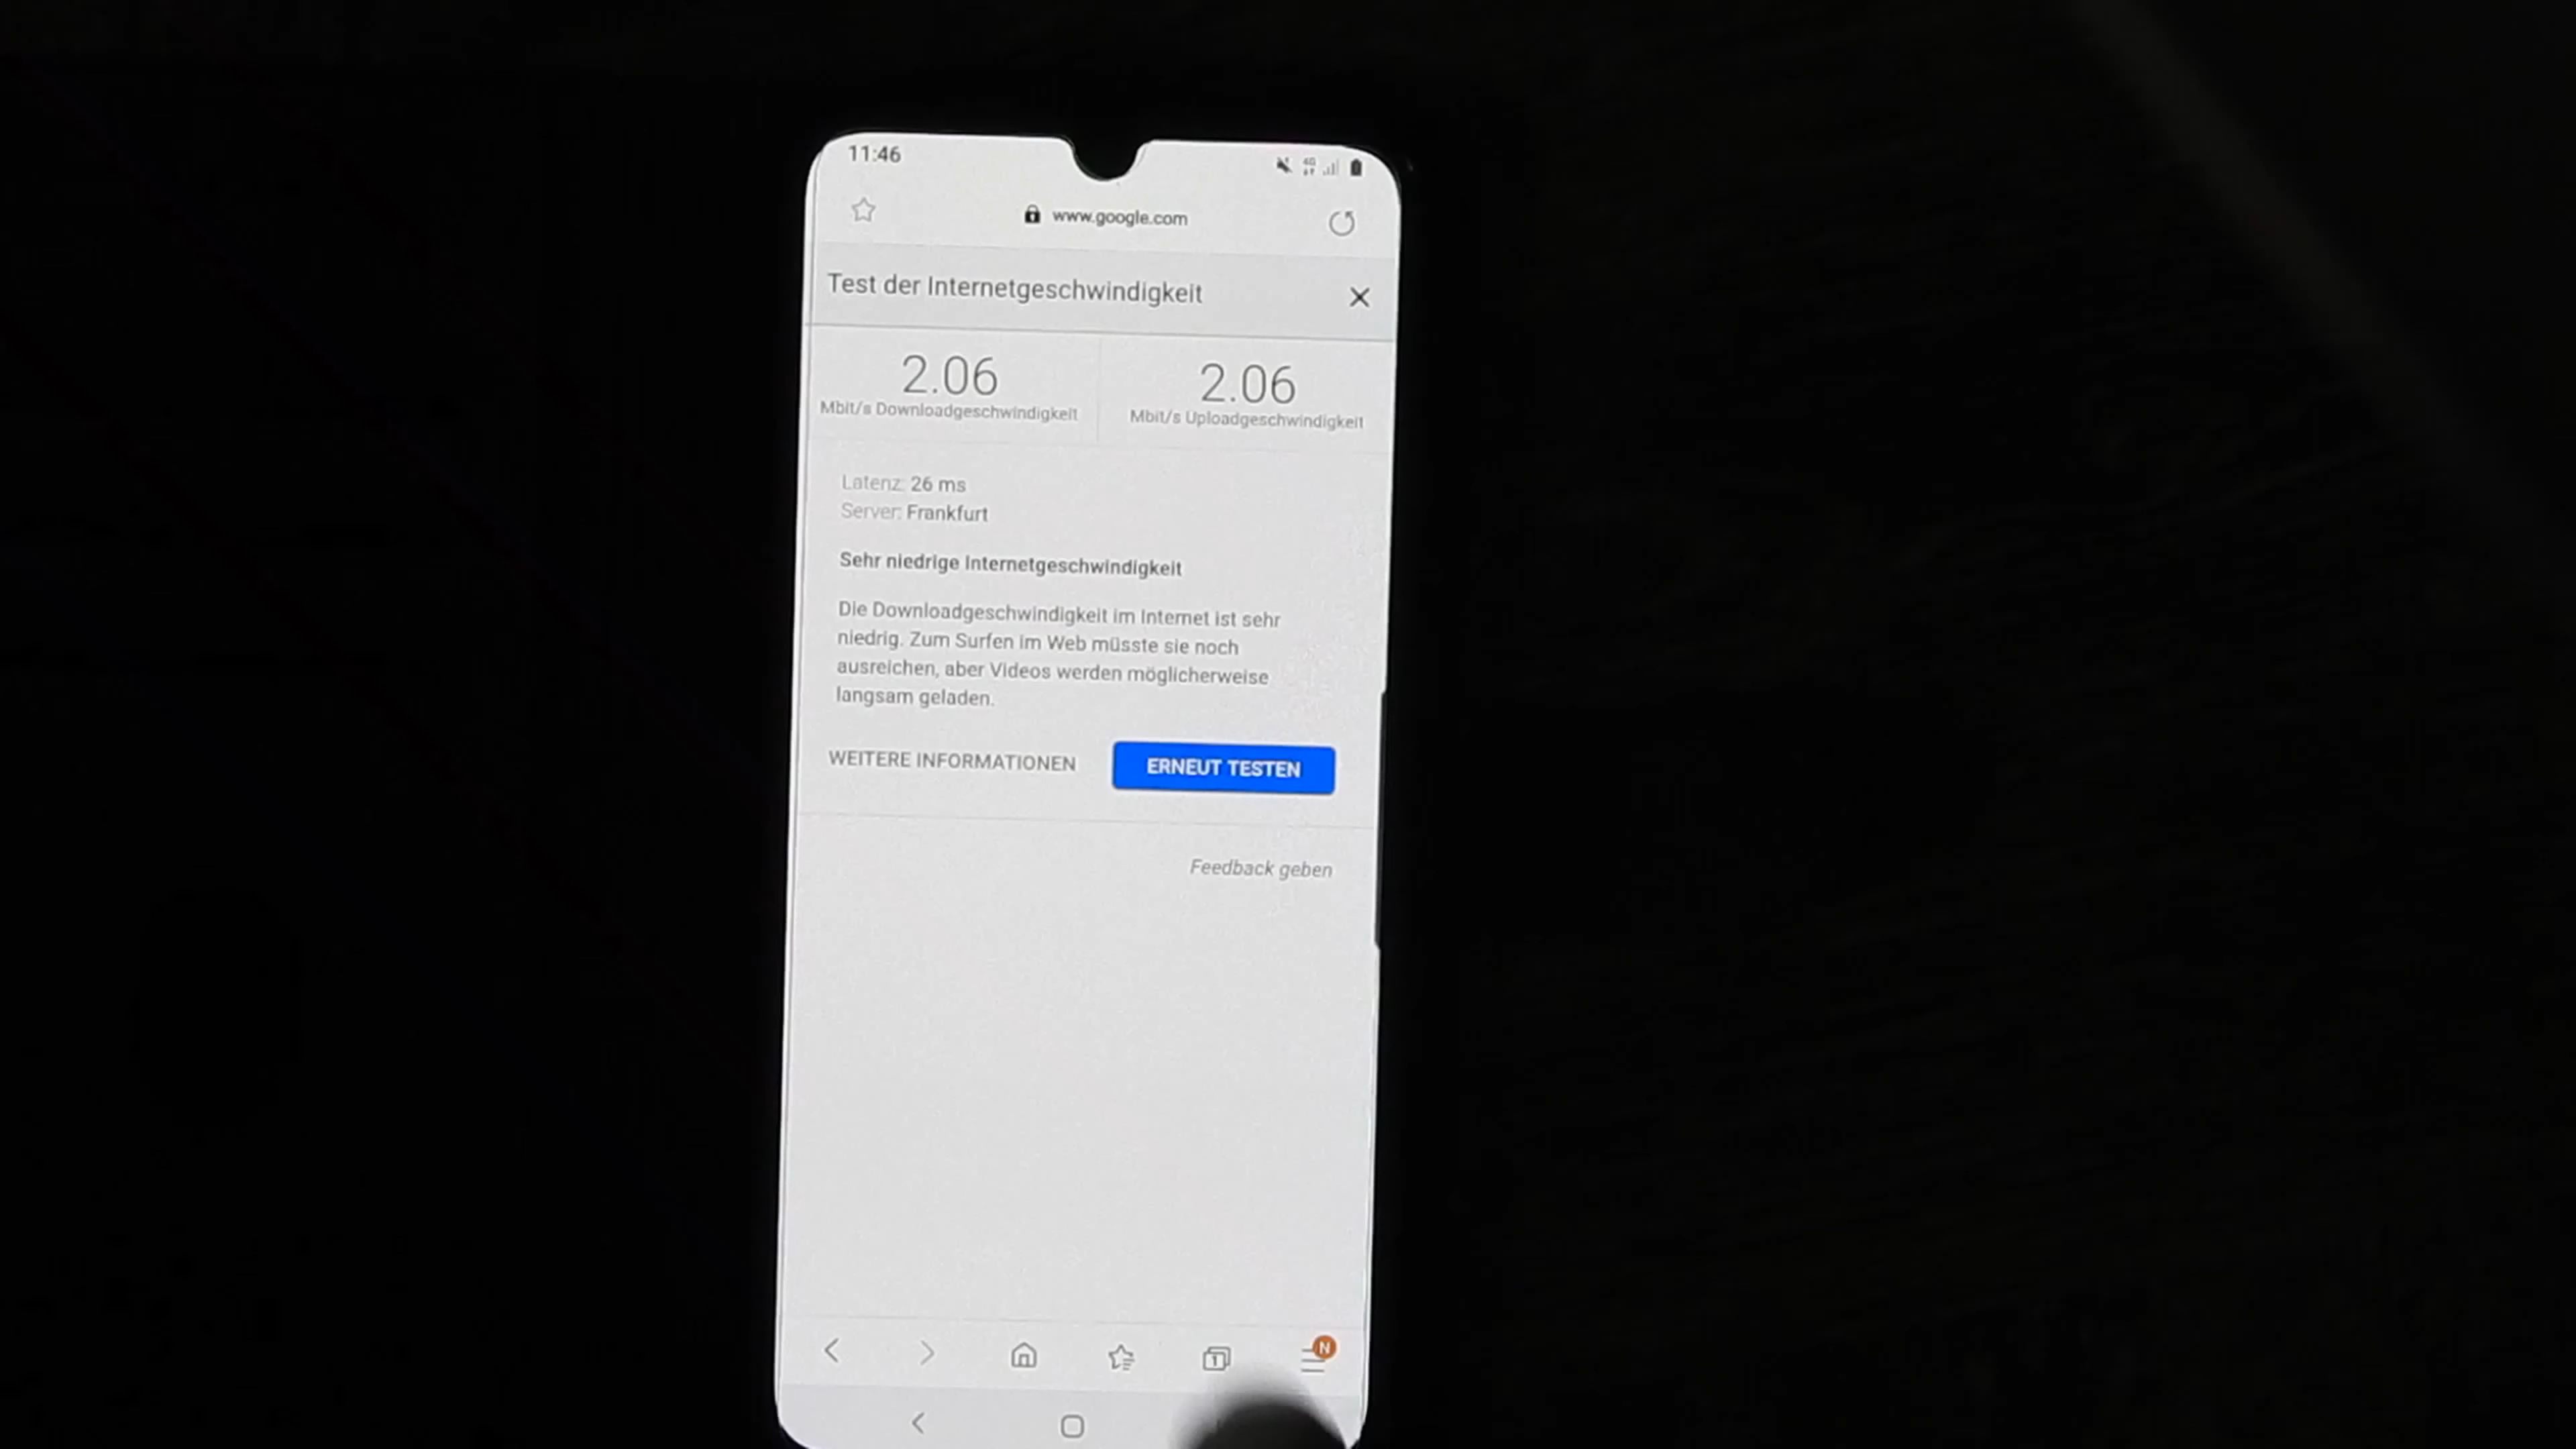 11:46
4G
www.google.com
Test der Internetgeschwindigkeit
2.06
Mbit/s Downloadgeschwindigkeit
2.06
Mbit/s Uploadgeschwindigkeit
Latenz: 26 ms
Server: Frankfurt
Sehr niedrige Internetgeschwindigkeit
Die Downloadgeschwindigkeit im Internet ist sehr
niedrig. Zum Surfen im Web müsste sie noch
ausreichen, aber Videos werden möglicherweise
langsam geladen.
WEITERE INFORMATIONEN
ERNEUT TESTEN
Feedback geben
1
N